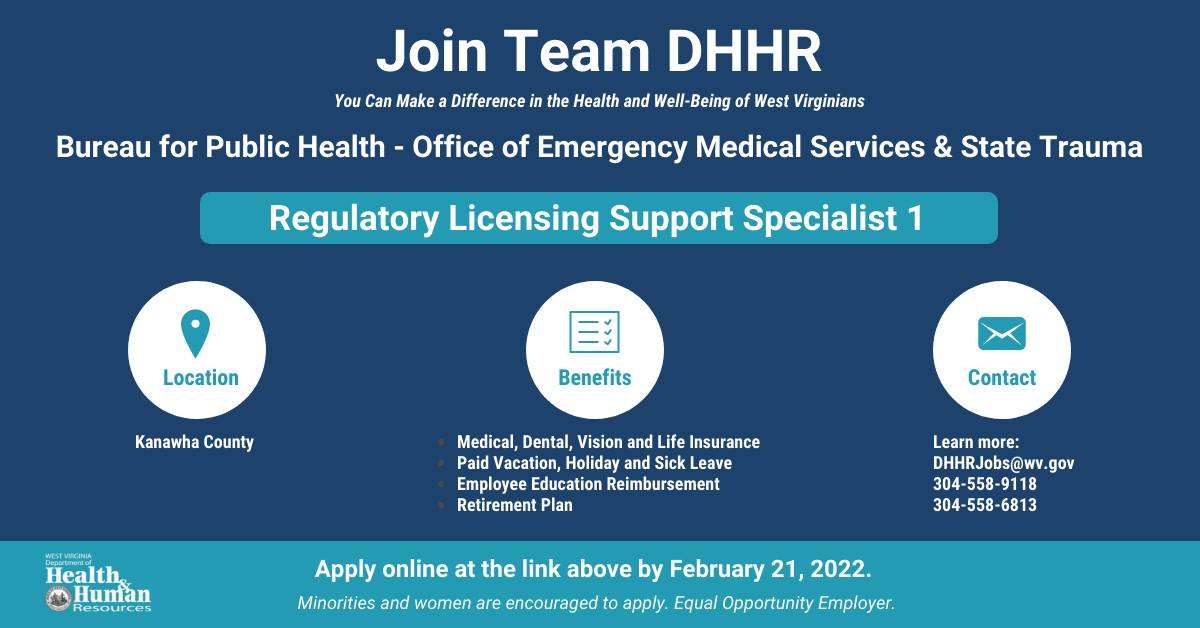 Join Team DHHR
You Can Make a Difference in the Health and Well-Being of West Virginians
Bureau for Public Health - Office of Emergency Medical Services & State Trauma
Regulatory Licensing Support Specialist 1
Location
Kanawha County
Benefits
Medical, Dental, Vision and Life Insurance
Paid Vacation, Holiday and Sick Leave
Employee Education Reimbursement
Retirement Plan
Contact
Learn more:
DHHRJobs@wv.gov
304-558-9118
304-558-6813
WEST VIRGINIA
Department of
Health &
Human
Resources
Apply online at the link above by February 21, 2022.
Minorities and women are encouraged to apply. Equal Opportunity Employer.